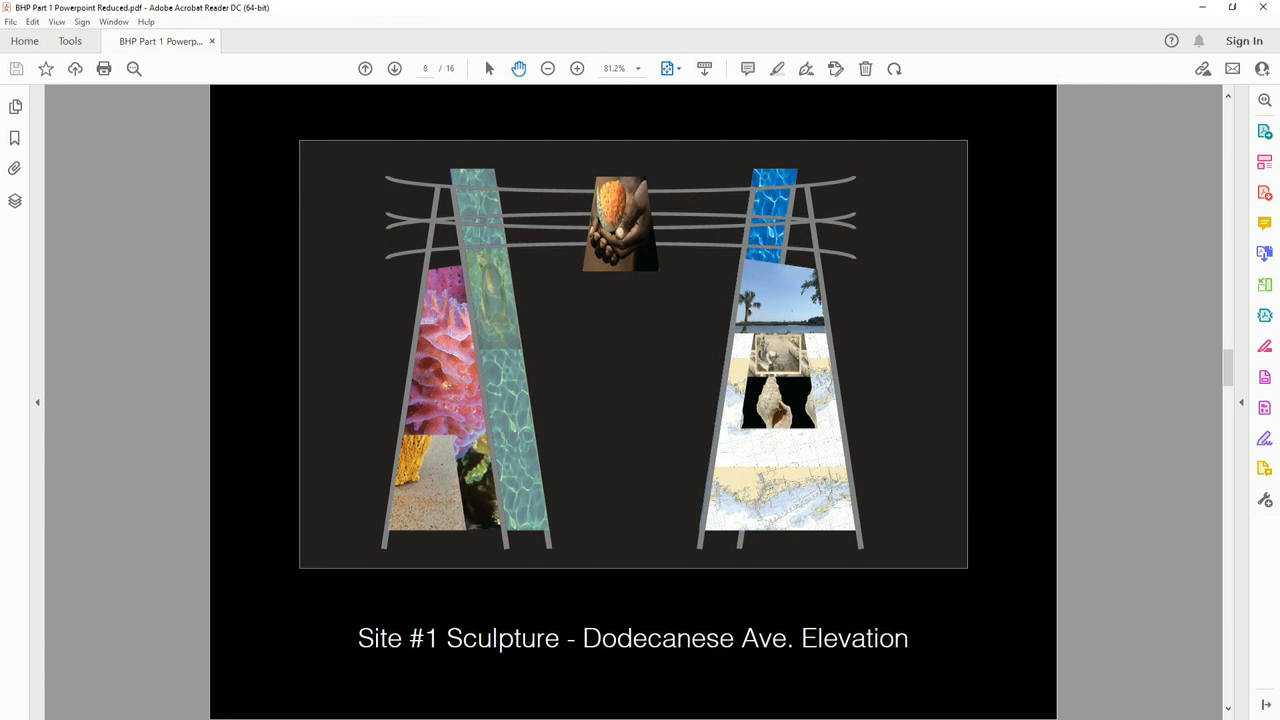 BHP Part 1 Powerpoint Reduced.pdf - Adobe Acrobat Reader DC (64-bit)
File Edit View Sign Window Help
Home Tools BHP Part 1 Powerp... × Sign In
8 / 16 81.2%
Site #1 Sculpture - Dodecanese Ave. Elevation